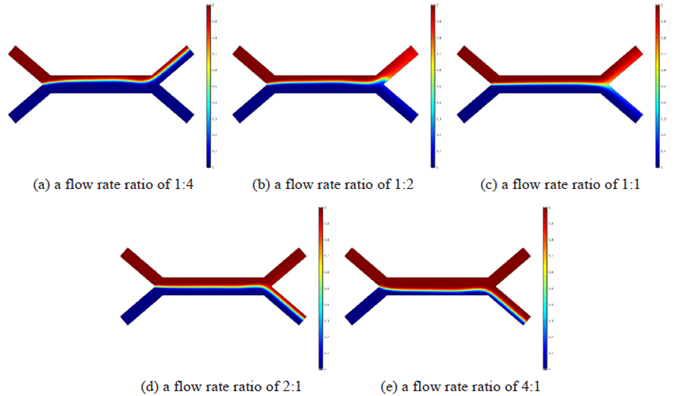 (a) a flow rate ratio of 1:4
(b) a flow rate ratio of 1:2
(c) a flow rate ratio of 1:1
(d) a flow rate ratio of 2:1
(e) a flow rate ratio of 4:1